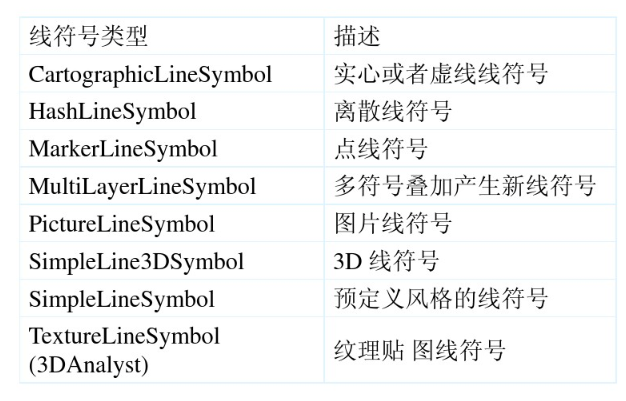 线符号类型 描述
CartographicLineSymbol 实心或者虚线线符号
HashLineSymbol 离散线符号
MarkerLineSymbol 点线符号
MultiLayerLineSymbol 多符号叠加产生新线符号
PictureLineSymbol 图片线符号
SimpleLine3DSymbol 3D 线符号
SimpleLineSymbol 预定义风格的线符号
TextureLineSymbol
(3DAnalyst) 纹理贴 图线符号